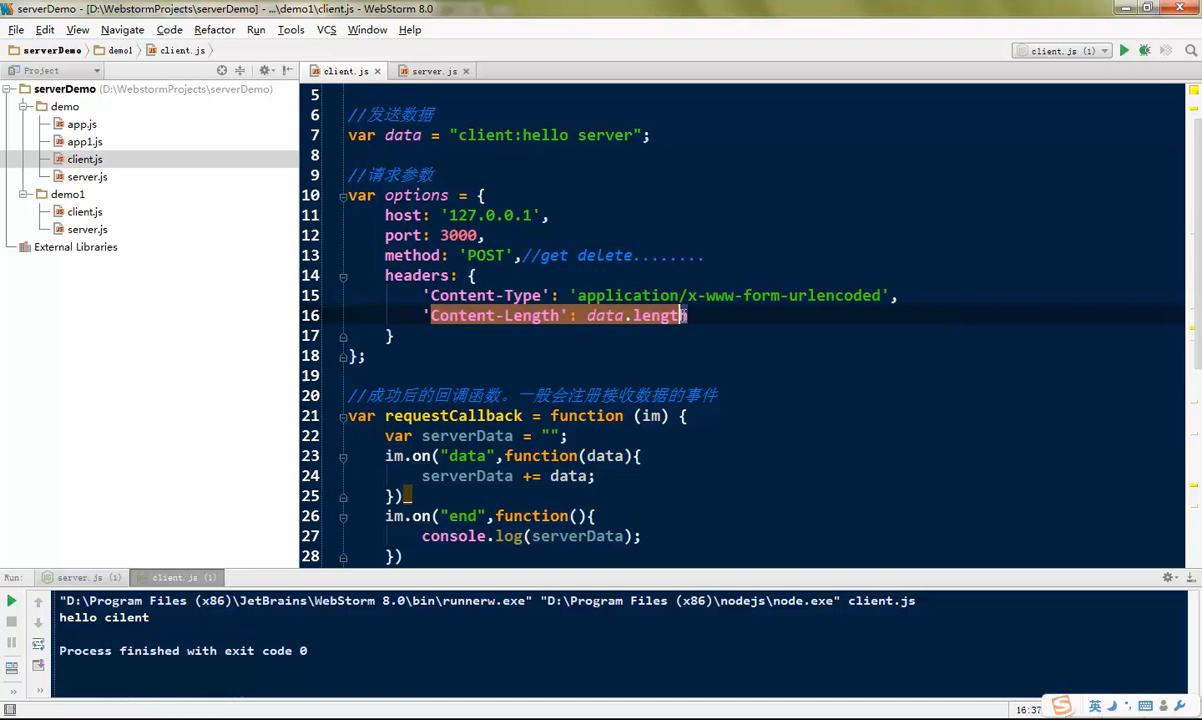 serverDemo - [D:\WebstormProjects\serverDemo] - ...\demo1\client.js - WebStorm 8.0
File Edit View Navigate Code Refactor Run Tools VCS Window Help
serverDemo demo1 client.js
client.js (1)
Project
client.js server.js
serverDemo (D:\WebstormProjects\serverDemo)
demo
app.js
app1.js
client.js
server.js
demo1
client.js
server.js
External Libraries
5
6 //发送数据
7 var data = "client:hello server";
8
9 //请求参数
10 var options = {
11 host: '127.0.0.1',
12 port: 3000,
13 method: 'POST',//get delete........
14 headers: {
15 'Content-Type': 'application/x-www-form-urlencoded',
16 'Content-Length': data.length
17 }
18 };
19
20 //成功后的回调函数。一般会注册接收数据的事件
21 var requestCallback = function (im) {
22 var serverData = "";
23 im.on("data",function(data){
24 serverData += data;
25 })
26 im.on("end",function(){
27 console.log(serverData);
28 })
Run: server.js (1) client.js (1)
"D:\Program Files (x86)\JetBrains\WebStorm 8.0\bin\runnerw.exe" "D:\Program Files (x86)\nodejs\node.exe" client.js
hello cilent
Process finished with exit code 0
16:37
英